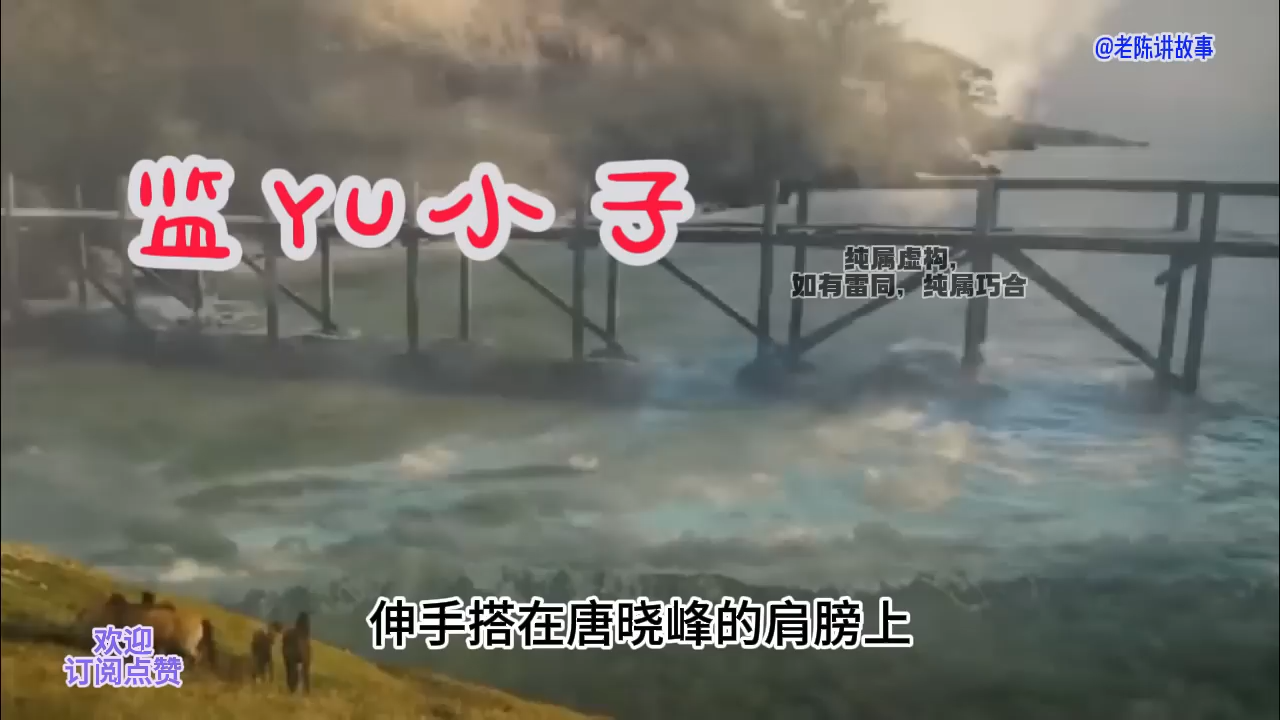 @老陈讲故事
监YU小子
纯属虚构，
如有雷同，纯属巧合
伸手搭在唐晓峰的肩膀上
欢迎
订阅点赞